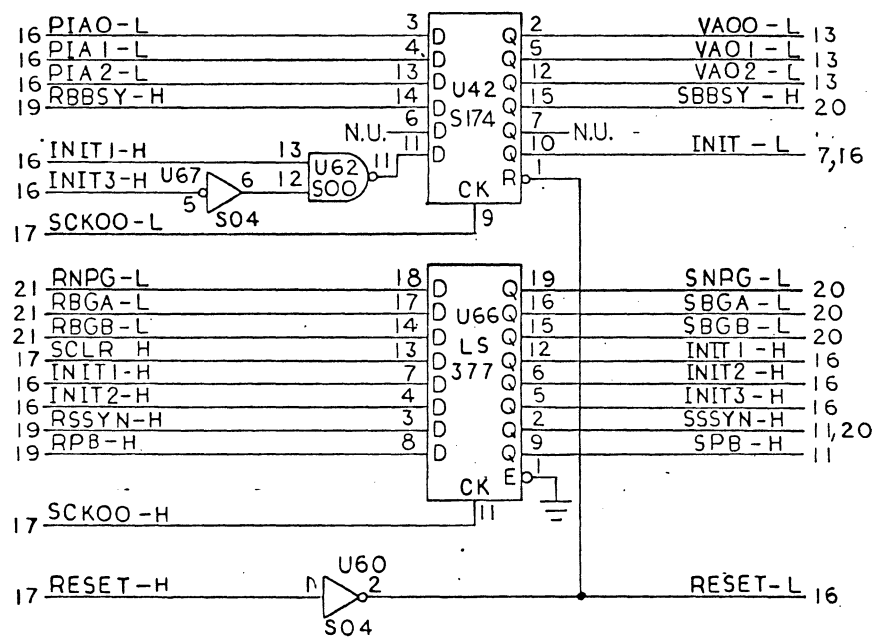 16 PIA0-L 3 D Q 2 VA00-L 13
16 PIA1-L 4 D Q 5 VA01-L 13
16 PIA2-L 13 D U42 Q 12 VA02-L 13
19 RBBSY-H 14 D S174 Q 15 SBBSY-H 20
N.U. 6 D Q 7 N.U.
16 INIT1-H 13 U62 11 11 D Q 10 INIT-L 7,16
16 INIT3-H U67 5 6 12 S00 R 1
S04 CK
17 SCK00-L 9
21 RNPG-L 18 D Q 19 SNPG-L 20
21 RBGA-L 17 D U66 Q 16 SBGA-L 20
21 RBGB-L 14 D Q 15 SBGB-L 20
17 SCLR H 13 D LS Q 12 INIT1-H 16
16 INIT1-H 7 D 377 Q 6 INIT2-H 16
16 INIT2-H 4 D Q 5 INIT3-H 16
19 RSSYN-H 3 D Q 2 SSSYN-H 11,20
19 RPB-H 8 D Q 9 SPB-H 11
CK E 1
17 SCK00-H 11
U60
17 RESET-H 1 2 RESET-L 16
S04